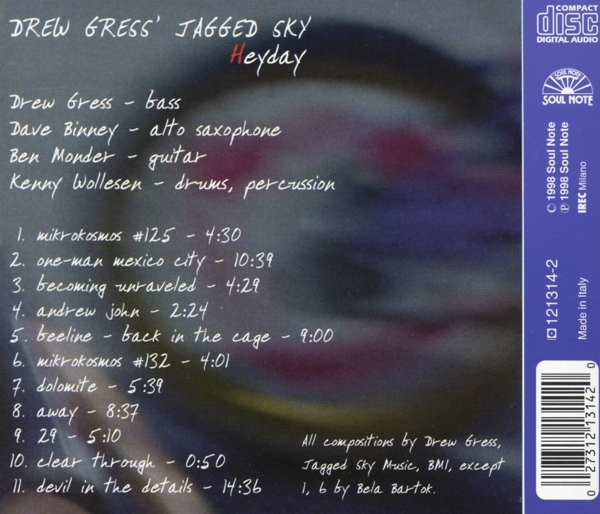 DREW GRESS' JAGGED SKY
Heyday
Drew Gress - bass
Dave Binney - alto saxophone
Ben Monder - guitar
Kenny Wollesen - drums, percussion
1. mikrokosmos #125 - 4:30
2. one-man mexico city - 10:39
3. becoming unraveled - 4:29
4. andrew john - 2:24
5. beeline - back in the cage - 9:00
6. mikrokosmos #132 - 4:01
7. dolomite - 5:39
8. away - 8:37
9. 29 - 5:10
10. clear through - 0:50
11. devil in the details - 14:36
All compositions by Drew Gress,
Jagged Sky Music, BMI, except
1, 6 by Bela Bartok.
COMPACT
disc
DIGITAL AUDIO
SOUL NOTE
SOUL NOTE
© 1998 Soul Note
℗ 1998 Soul Note
IREC Milano
121314-2
Made in Italy
0 27312 13142 0